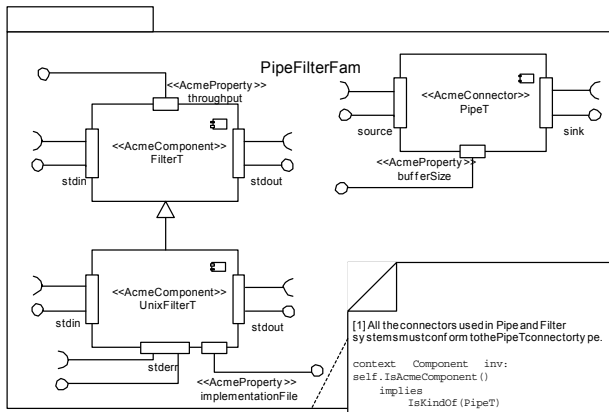 PipeFilterFam
<<AcmeProperty>>
throughput
<<AcmeComponent>>
FilterT
stdin
stdout
<<AcmeConnector>>
PipeT
source
sink
<<AcmeProperty>>
bufferSize
<<AcmeComponent>>
UnixFilterT
stdin
stdout
stderr
<<AcmeProperty>>
implementationFile
[1] All the connectors used in Pipe and Filter
systems must conform to the PipeT connector type.
context Component inv:
self.IsAcmeComponent()
implies
IsKindOf(PipeT)